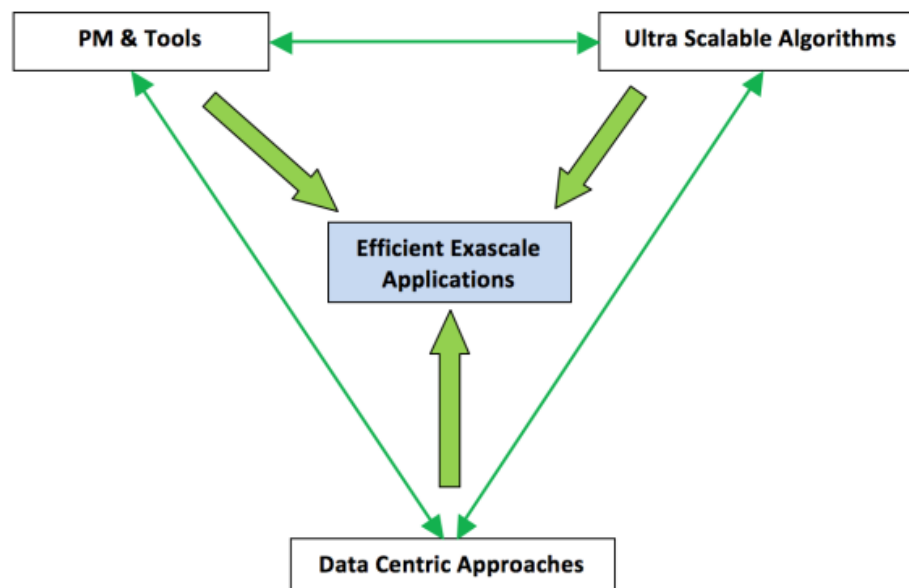 PM & Tools
Ultra Scalable Algorithms
Efficient Exascale
Applications
Data Centric Approaches